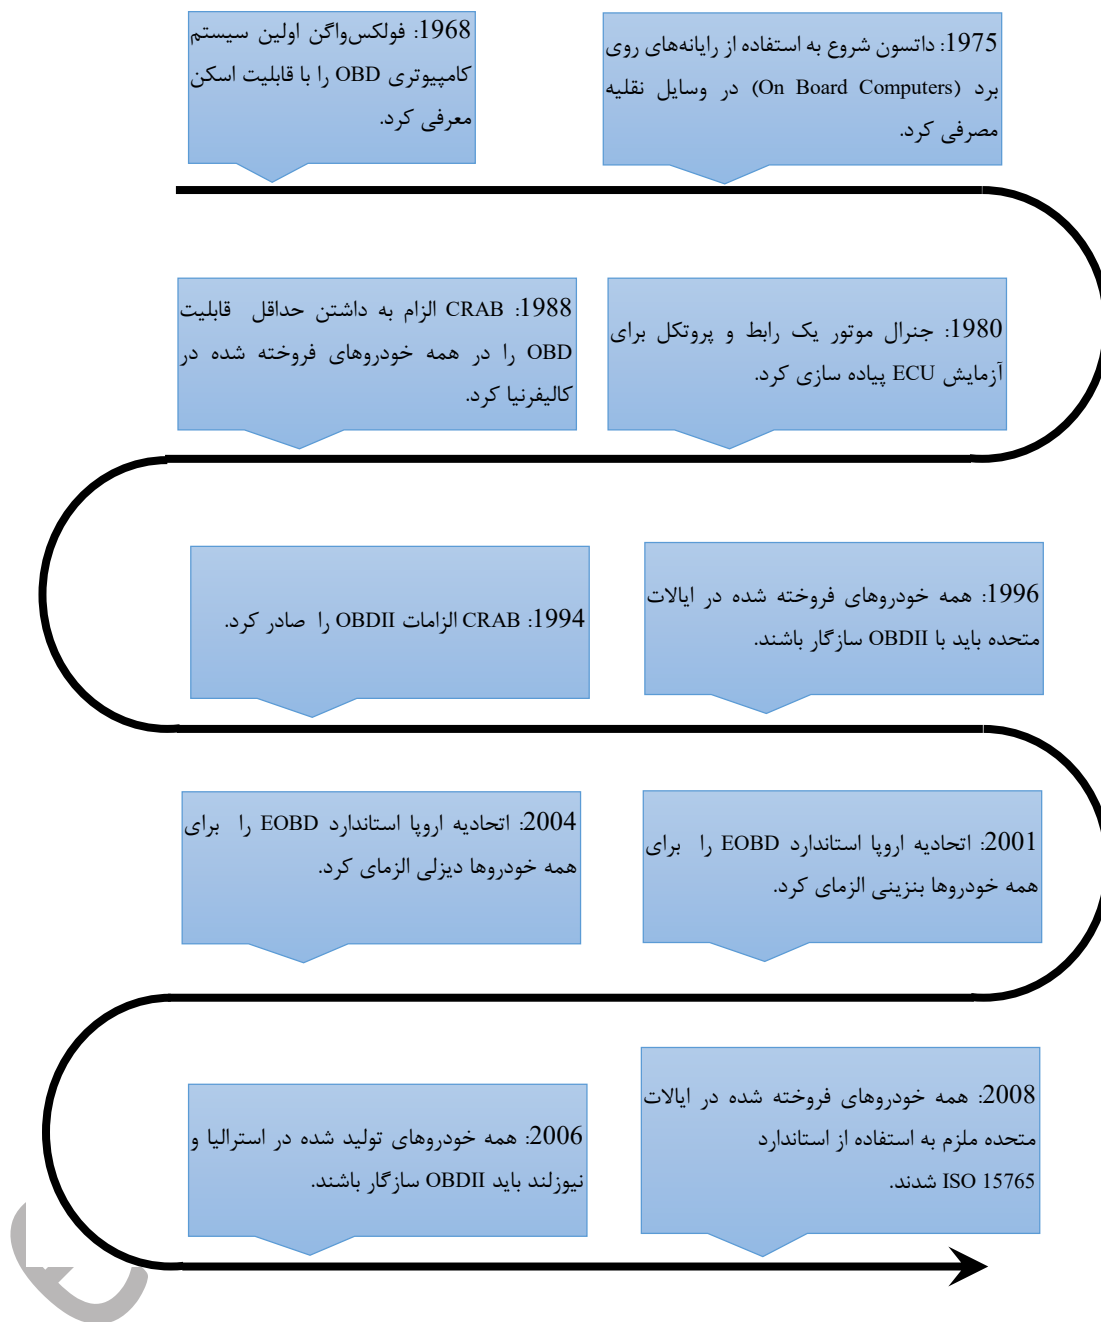 1968: فولکس‌واگن اولین سیستم
کامپیوتری OBD را با قابلیت اسکن
معرفی کرد.
1975: داتسون شروع به استفاده از رایانه‌های روی
برد (On Board Computers) در وسایل نقلیه
مصرفی کرد.
1980: جنرال موتور یک رابط و پروتکل برای
آزمایش ECU پیاده سازی کرد.
1988: CRAB الزام به داشتن حداقل قابلیت
OBD را در همه خودروهای فروخته شده در
کالیفرنیا کرد.
1994: CRAB الزامات OBDII را صادر کرد.
1996: همه خودروهای فروخته شده در ایالات
متحده باید با OBDII سازگار باشند.
2001: اتحادیه اروپا استاندارد EOBD را برای
همه خودروها بنزینی الزمای کرد.
2004: اتحادیه اروپا استاندارد EOBD را برای
همه خودروها دیزلی الزمای کرد.
2006: همه خودروهای تولید شده در استرالیا و
نیوزلند باید OBDII سازگار باشند.
2008: همه خودروهای فروخته شده در ایالات
متحده ملزم به استفاده از استاندارد
ISO 15765 شدند.